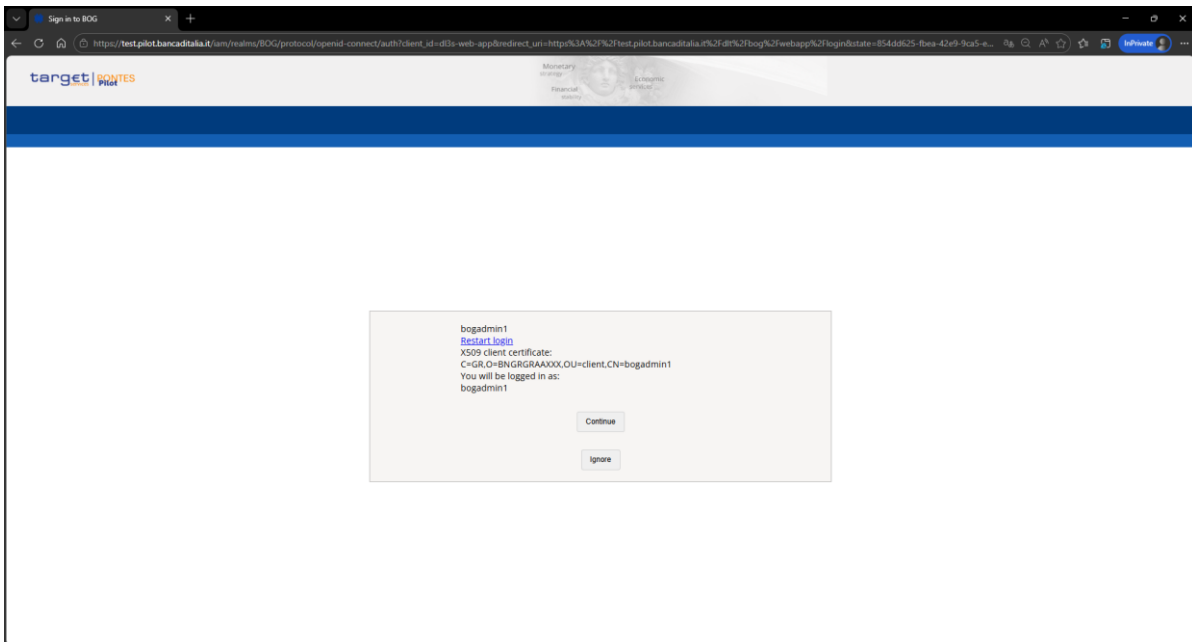 Sign in to BOG
https://test.pilot.bancaditalia.it/iam/realms/BOG/protocol/openid-connect/auth?client_id=dl3s-web-app&redirect_uri=https%3A%2F%2Ftest.pilot.bancaditalia.it%2Fdlt%2Fbog%2Fwebapp%2Flogin&state=854dd625-fbea-42e9-9ca5-e...
InPrivate
target | PONTES
Pilot
Monetary
strategy
Economic
services ...
Financial
stability
bogadmin1
Restart login
X509 client certificate:
C=GR,O=BNGRGRAAXXX,OU=client,CN=bogadmin1
You will be logged in as:
bogadmin1
Continue
Ignore